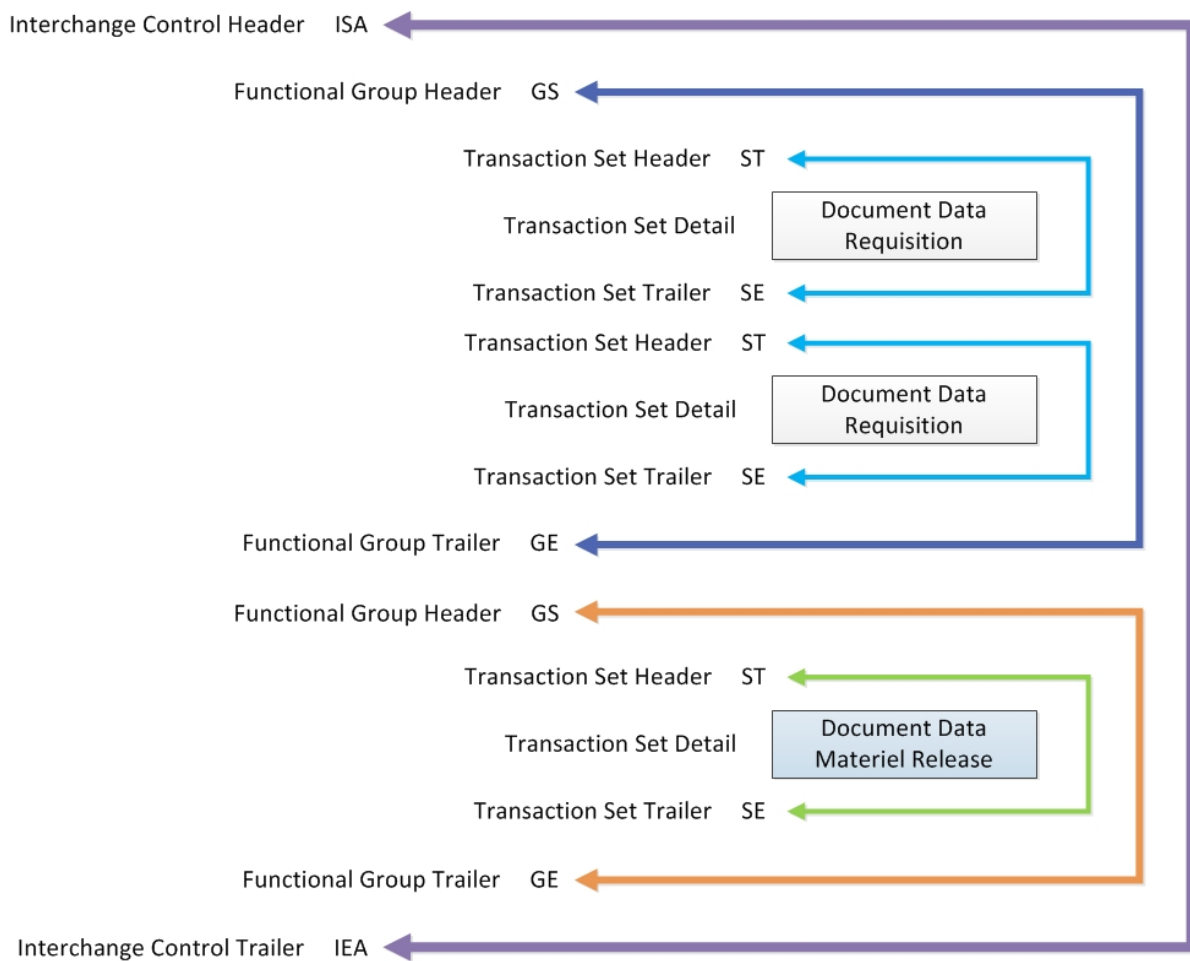 Interchange Control Header ISA
Functional Group Header GS
Transaction Set Header ST
Transaction Set Detail
Document Data
Requisition
Transaction Set Trailer SE
Transaction Set Header ST
Transaction Set Detail
Document Data
Requisition
Transaction Set Trailer SE
Functional Group Trailer GE
Functional Group Header GS
Transaction Set Header ST
Transaction Set Detail
Document Data
Materiel Release
Transaction Set Trailer SE
Functional Group Trailer GE
Interchange Control Trailer IEA